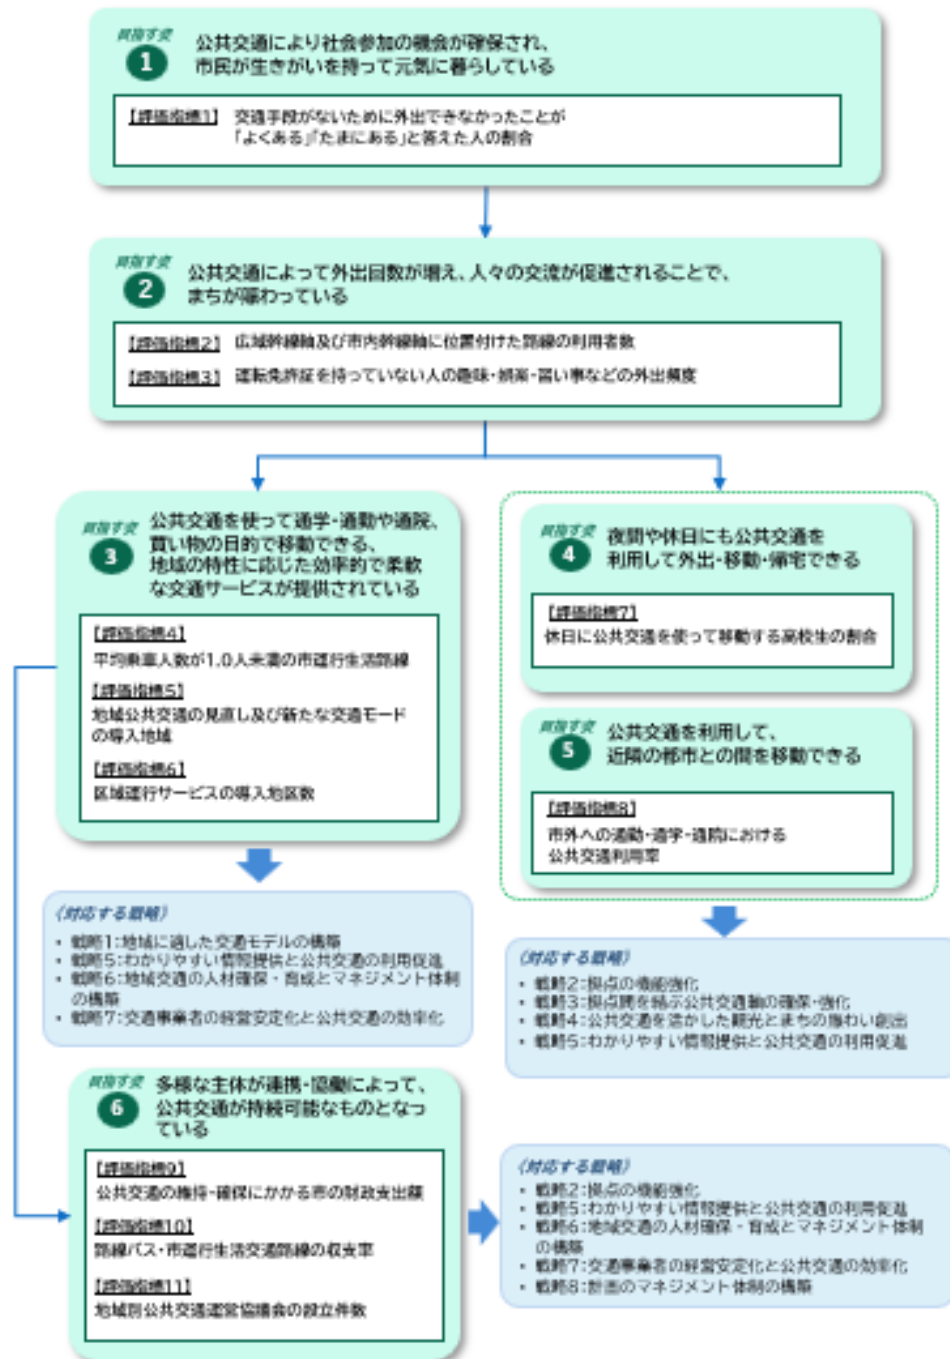 目指す姿
1
公共交通により社会参加の機会が確保され、
市民が生きがいを持って元気に暮らしている
【評価指標1】 交通手段がないために外出できなかったことが
「よくある」「たまにある」と答えた人の割合
目指す姿
2
公共交通によって外出回数が増え、人々の交流が促進されることで、
まちが賑わっている
【評価指標2】 広域幹線軸及び市内幹線軸に位置付けた路線の利用者数
【評価指標3】 運転免許証を持っていない人の趣味・娯楽・習い事などの外出頻度
目指す姿
3
公共交通を使って通学・通勤や通院、
買い物の目的で移動できる、
地域の特性に応じた効率的で柔軟
な交通サービスが提供されている
【評価指標4】
平均乗車人数が1.0人未満の市運行生活路線
【評価指標5】
地域公共交通の見直し及び新たな交通モード
の導入地域
【評価指標6】
区域運行サービスの導入地区数
目指す姿
4
夜間や休日にも公共交通を
利用して外出・移動・帰宅できる
【評価指標7】
休日に公共交通を使って移動する高校生の割合
目指す姿
5
公共交通を利用して、
近隣の都市との間を移動できる
【評価指標8】
市外への通勤・通学・通院における
公共交通利用率
〈対応する戦略〉
• 戦略1：地域に適した交通モデルの構築
• 戦略5：わかりやすい情報提供と公共交通の利用促進
• 戦略6：地域交通の人材確保・育成とマネジメント体制
の構築
• 戦略7：交通事業者の経営安定化と公共交通の効率化
〈対応する戦略〉
• 戦略2：拠点の機能強化
• 戦略3：拠点間を結ぶ公共交通軸の確保・強化
• 戦略4：公共交通を活かした観光とまちの賑わい創出
• 戦略5：わかりやすい情報提供と公共交通の利用促進
目指す姿
6
多様な主体が連携・協働によって、
公共交通が持続可能なものとなっ
ている
【評価指標9】
公共交通の維持・確保にかかる市の財政支出額
【評価指標10】
路線バス・市運行生活交通路線の収支率
【評価指標11】
地域別公共交通運営協議会の設立件数
〈対応する戦略〉
• 戦略2：拠点の機能強化
• 戦略5：わかりやすい情報提供と公共交通の利用促進
• 戦略6：地域交通の人材確保・育成とマネジメント体制
の構築
• 戦略7：交通事業者の経営安定化と公共交通の効率化
• 戦略8：計画のマネジメント体制の構築